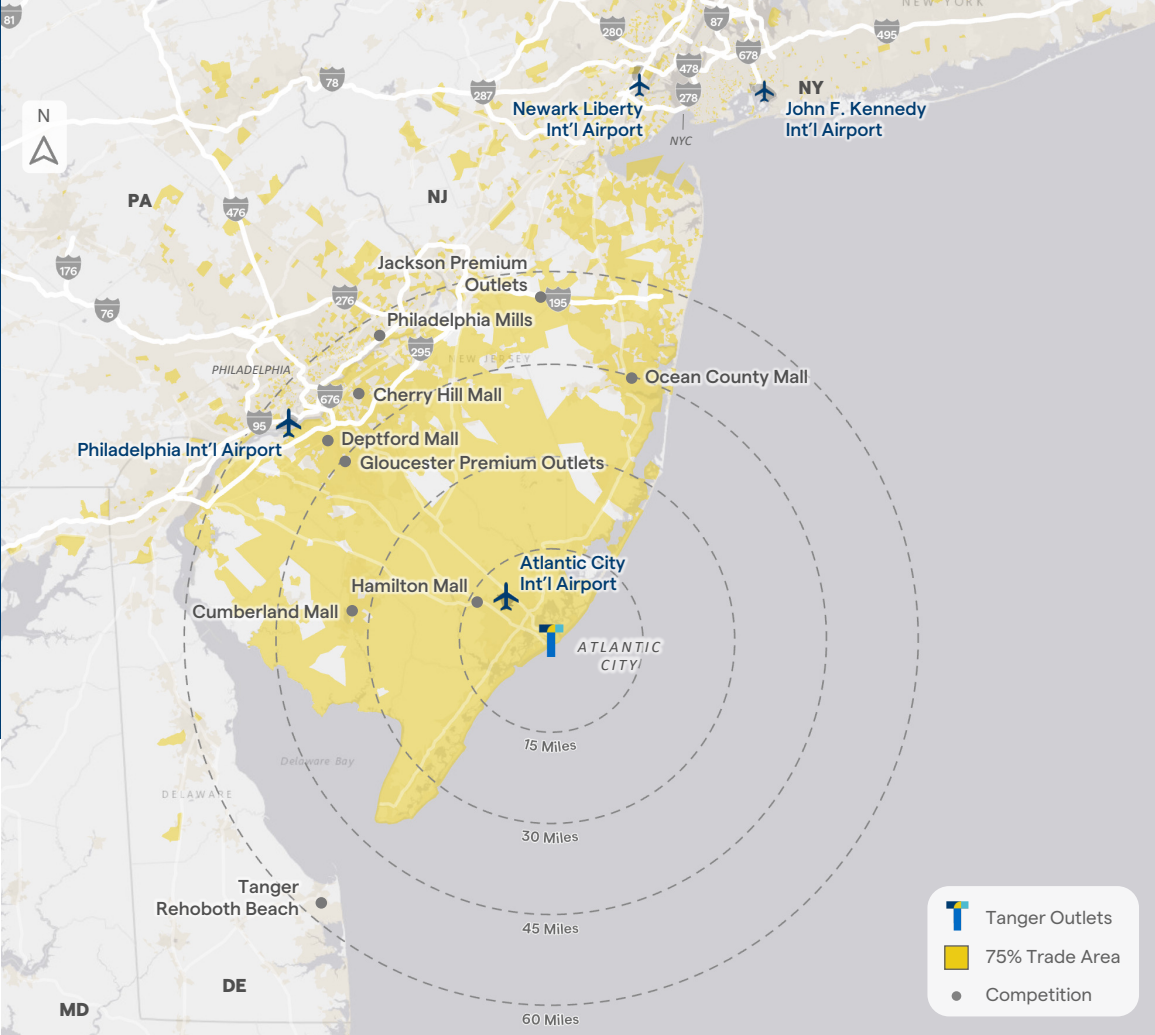 81
280
87
NEW YORK
495
678
478
78
287
278
NY
Newark Liberty
Int'l Airport
John F. Kennedy
Int'l Airport
N
NYC
PA
NJ
476
176
76
276
Jackson Premium
Outlets
195
Philadelphia Mills
295
NEW JERSEY
PHILADELPHIA
Ocean County Mall
676
Cherry Hill Mall
95
Philadelphia Int'l Airport
Deptford Mall
Gloucester Premium Outlets
Atlantic City
Int'l Airport
Hamilton Mall
Cumberland Mall
ATLANTIC
CITY
15 Miles
Delaware Bay
DELAWARE
30 Miles
Tanger
Rehoboth Beach
45 Miles
DE
MD
60 Miles
Tanger Outlets
75% Trade Area
Competition